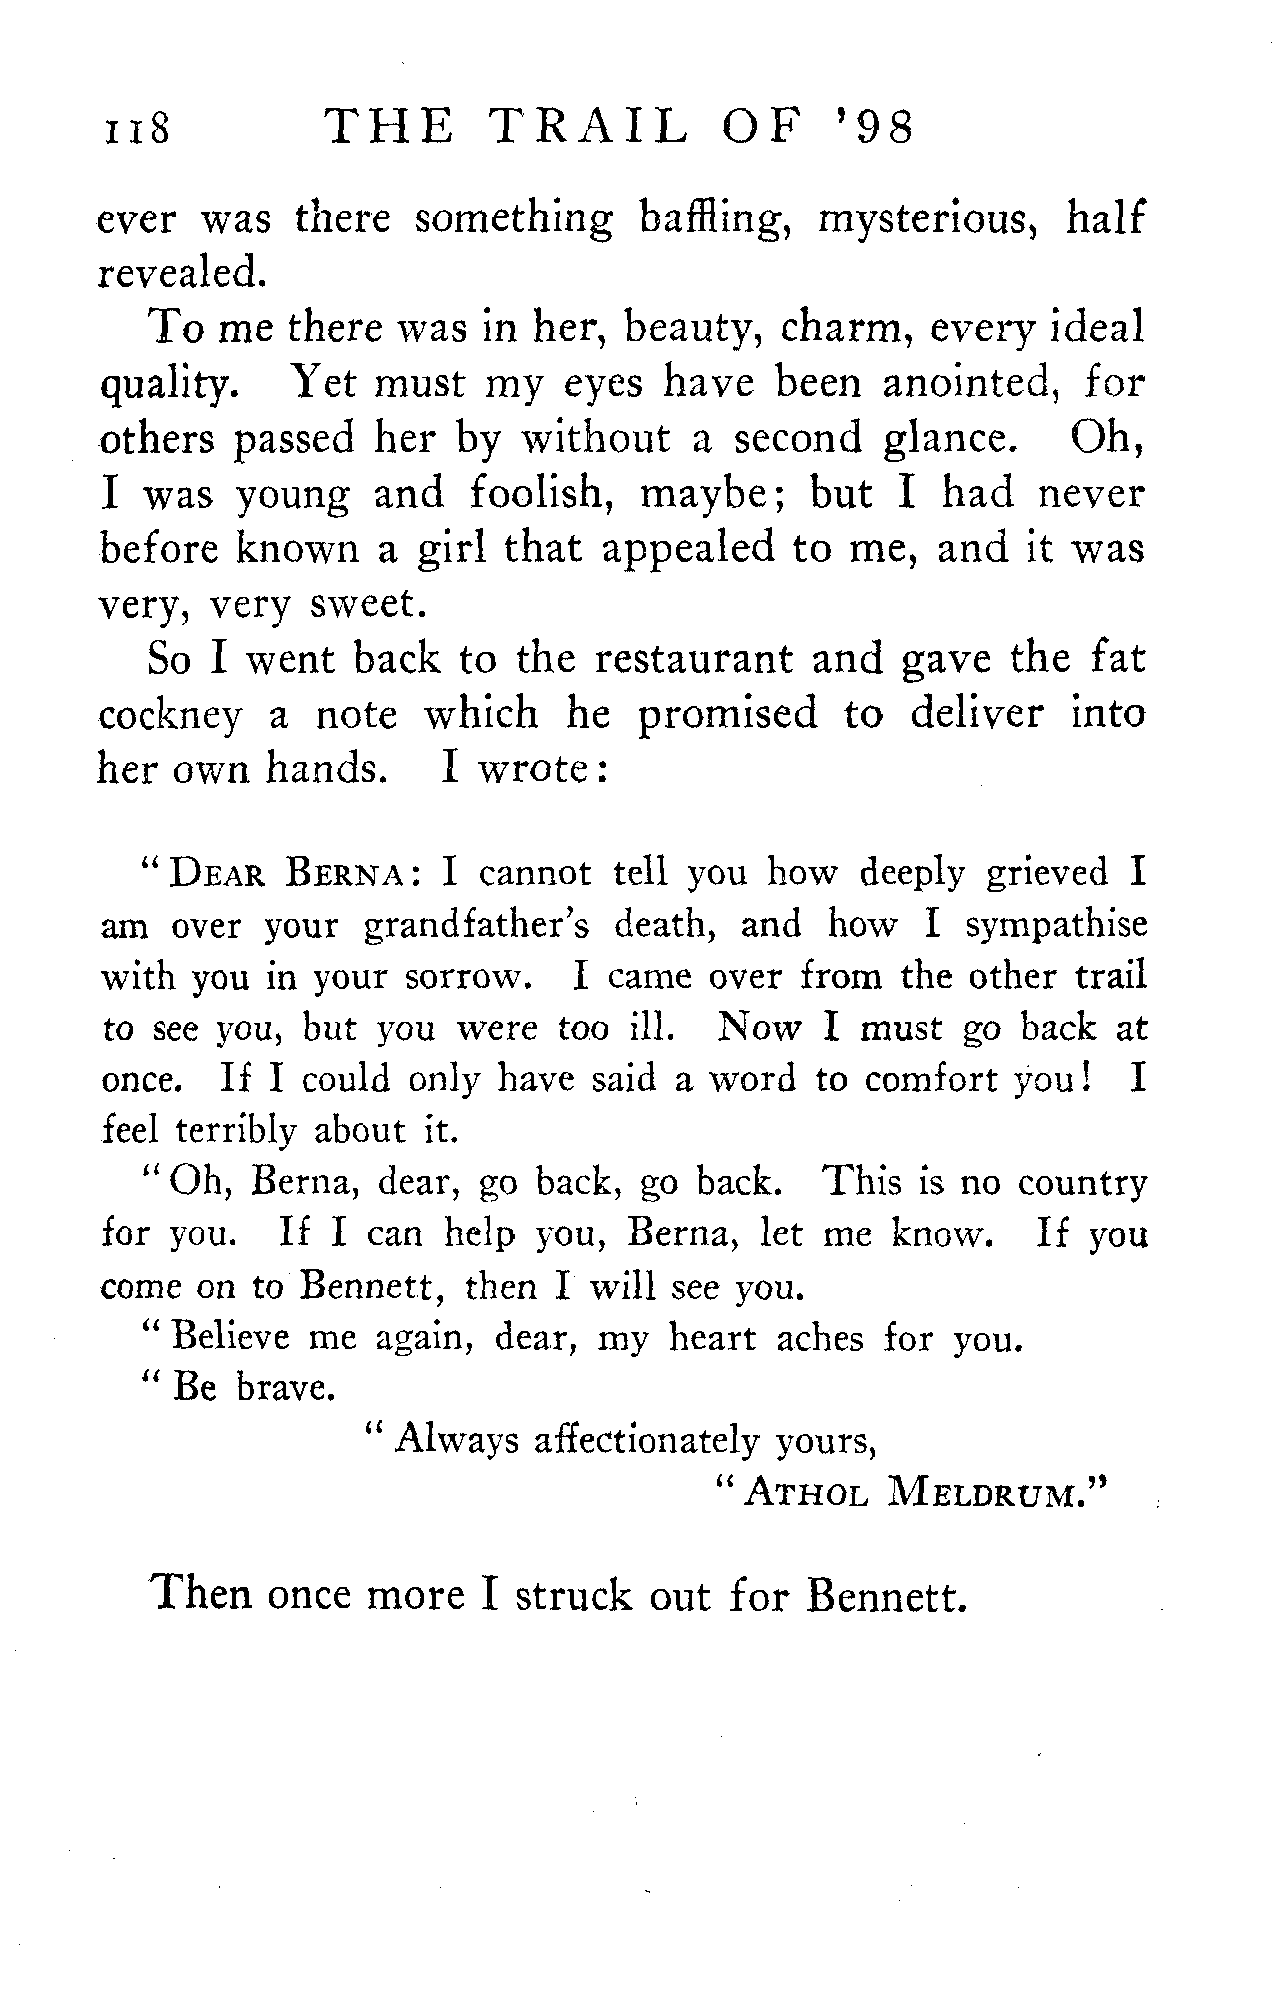 118 THE TRAIL OF '98
ever was there something baffling, mysterious, half
revealed.
To me there was in her, beauty, charm, every ideal
quality. Yet must my eyes have been anointed, for
others passed her by without a second glance. Oh,
I was young and foolish, maybe; but I had never
before known a girl that appealed to me, and it was
very, very sweet.
So I went back to the restaurant and gave the fat
cockney a note which he promised to deliver into
her own hands. I wrote:
"DEAR BERNA: I cannot tell you how deeply grieved I
am over your grandfather's death, and how I sympathise
with you in your sorrow. I came over from the other trail
to see you, but you were too ill. Now I must go back at
once. If I could only have said a word to comfort you! I
feel terribly about it.
"Oh, Berna, dear, go back, go back. This is no country
for you. If I can help you, Berna, let me know. If you
come on to Bennett, then I will see you.
"Believe me again, dear, my heart aches for you.
"Be brave.
"Always affectionately yours,
"ATHOL MELDRUM."
Then once more I struck out for Bennett.